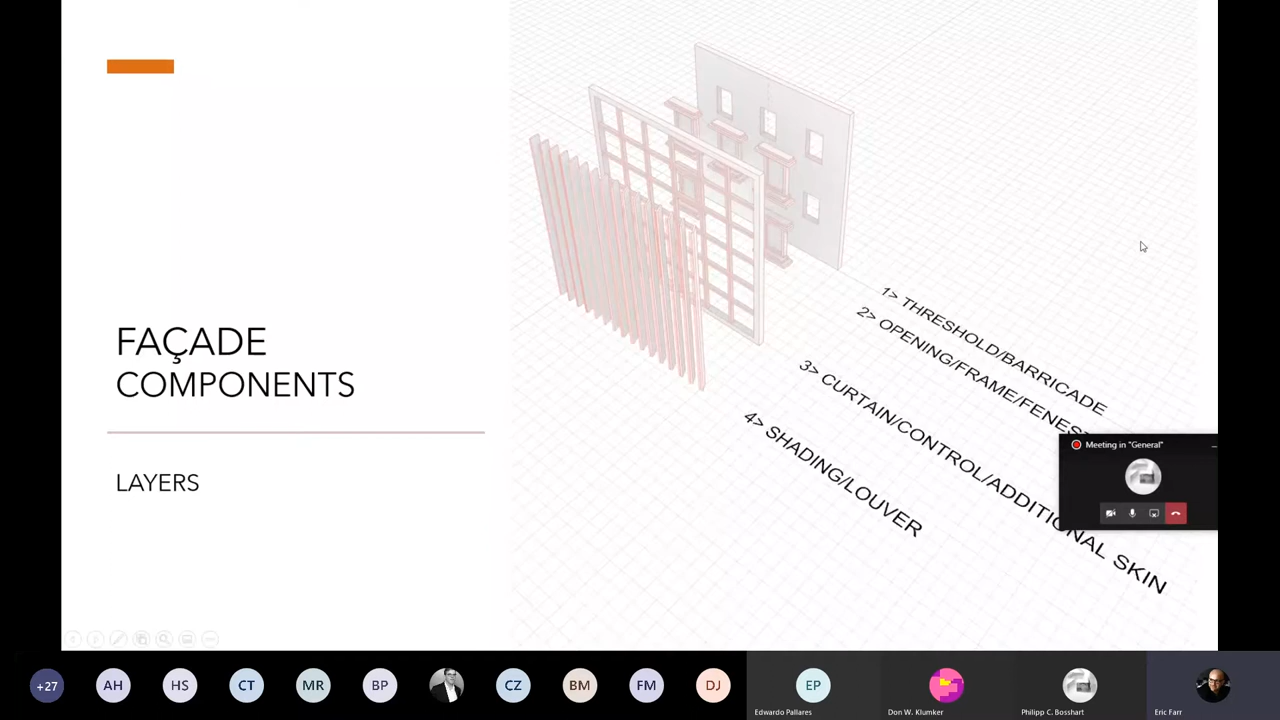 FAÇADE
COMPONENTS
LAYERS
1> THRESHOLD/BARRICADE
2> OPENING/FRAME/FENEST
3> CURTAIN/CONTROL/ADDITIONAL SKIN
4> SHADING/LOUVER
Meeting in "General"
+27
AH
HS
CT
MR
BP
CZ
BM
FM
DJ
EP
Edwardo Pallares
Don W. Klumker
Philipp C. Bosshart
Eric Farr